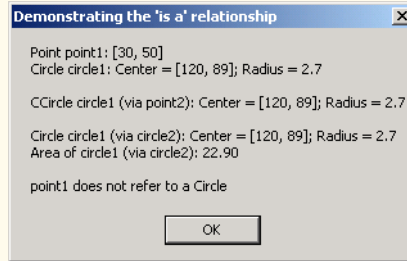 Demonstrating the 'is a' relationship
Point point1: [30, 50]
Circle circle1: Center = [120, 89]; Radius = 2.7
CCircle circle1 (via point2): Center = [120, 89]; Radius = 2.7
Circle circle1 (via circle2): Center = [120, 89]; Radius = 2.7
Area of circle1 (via circle2): 22.90
point1 does not refer to a Circle
OK